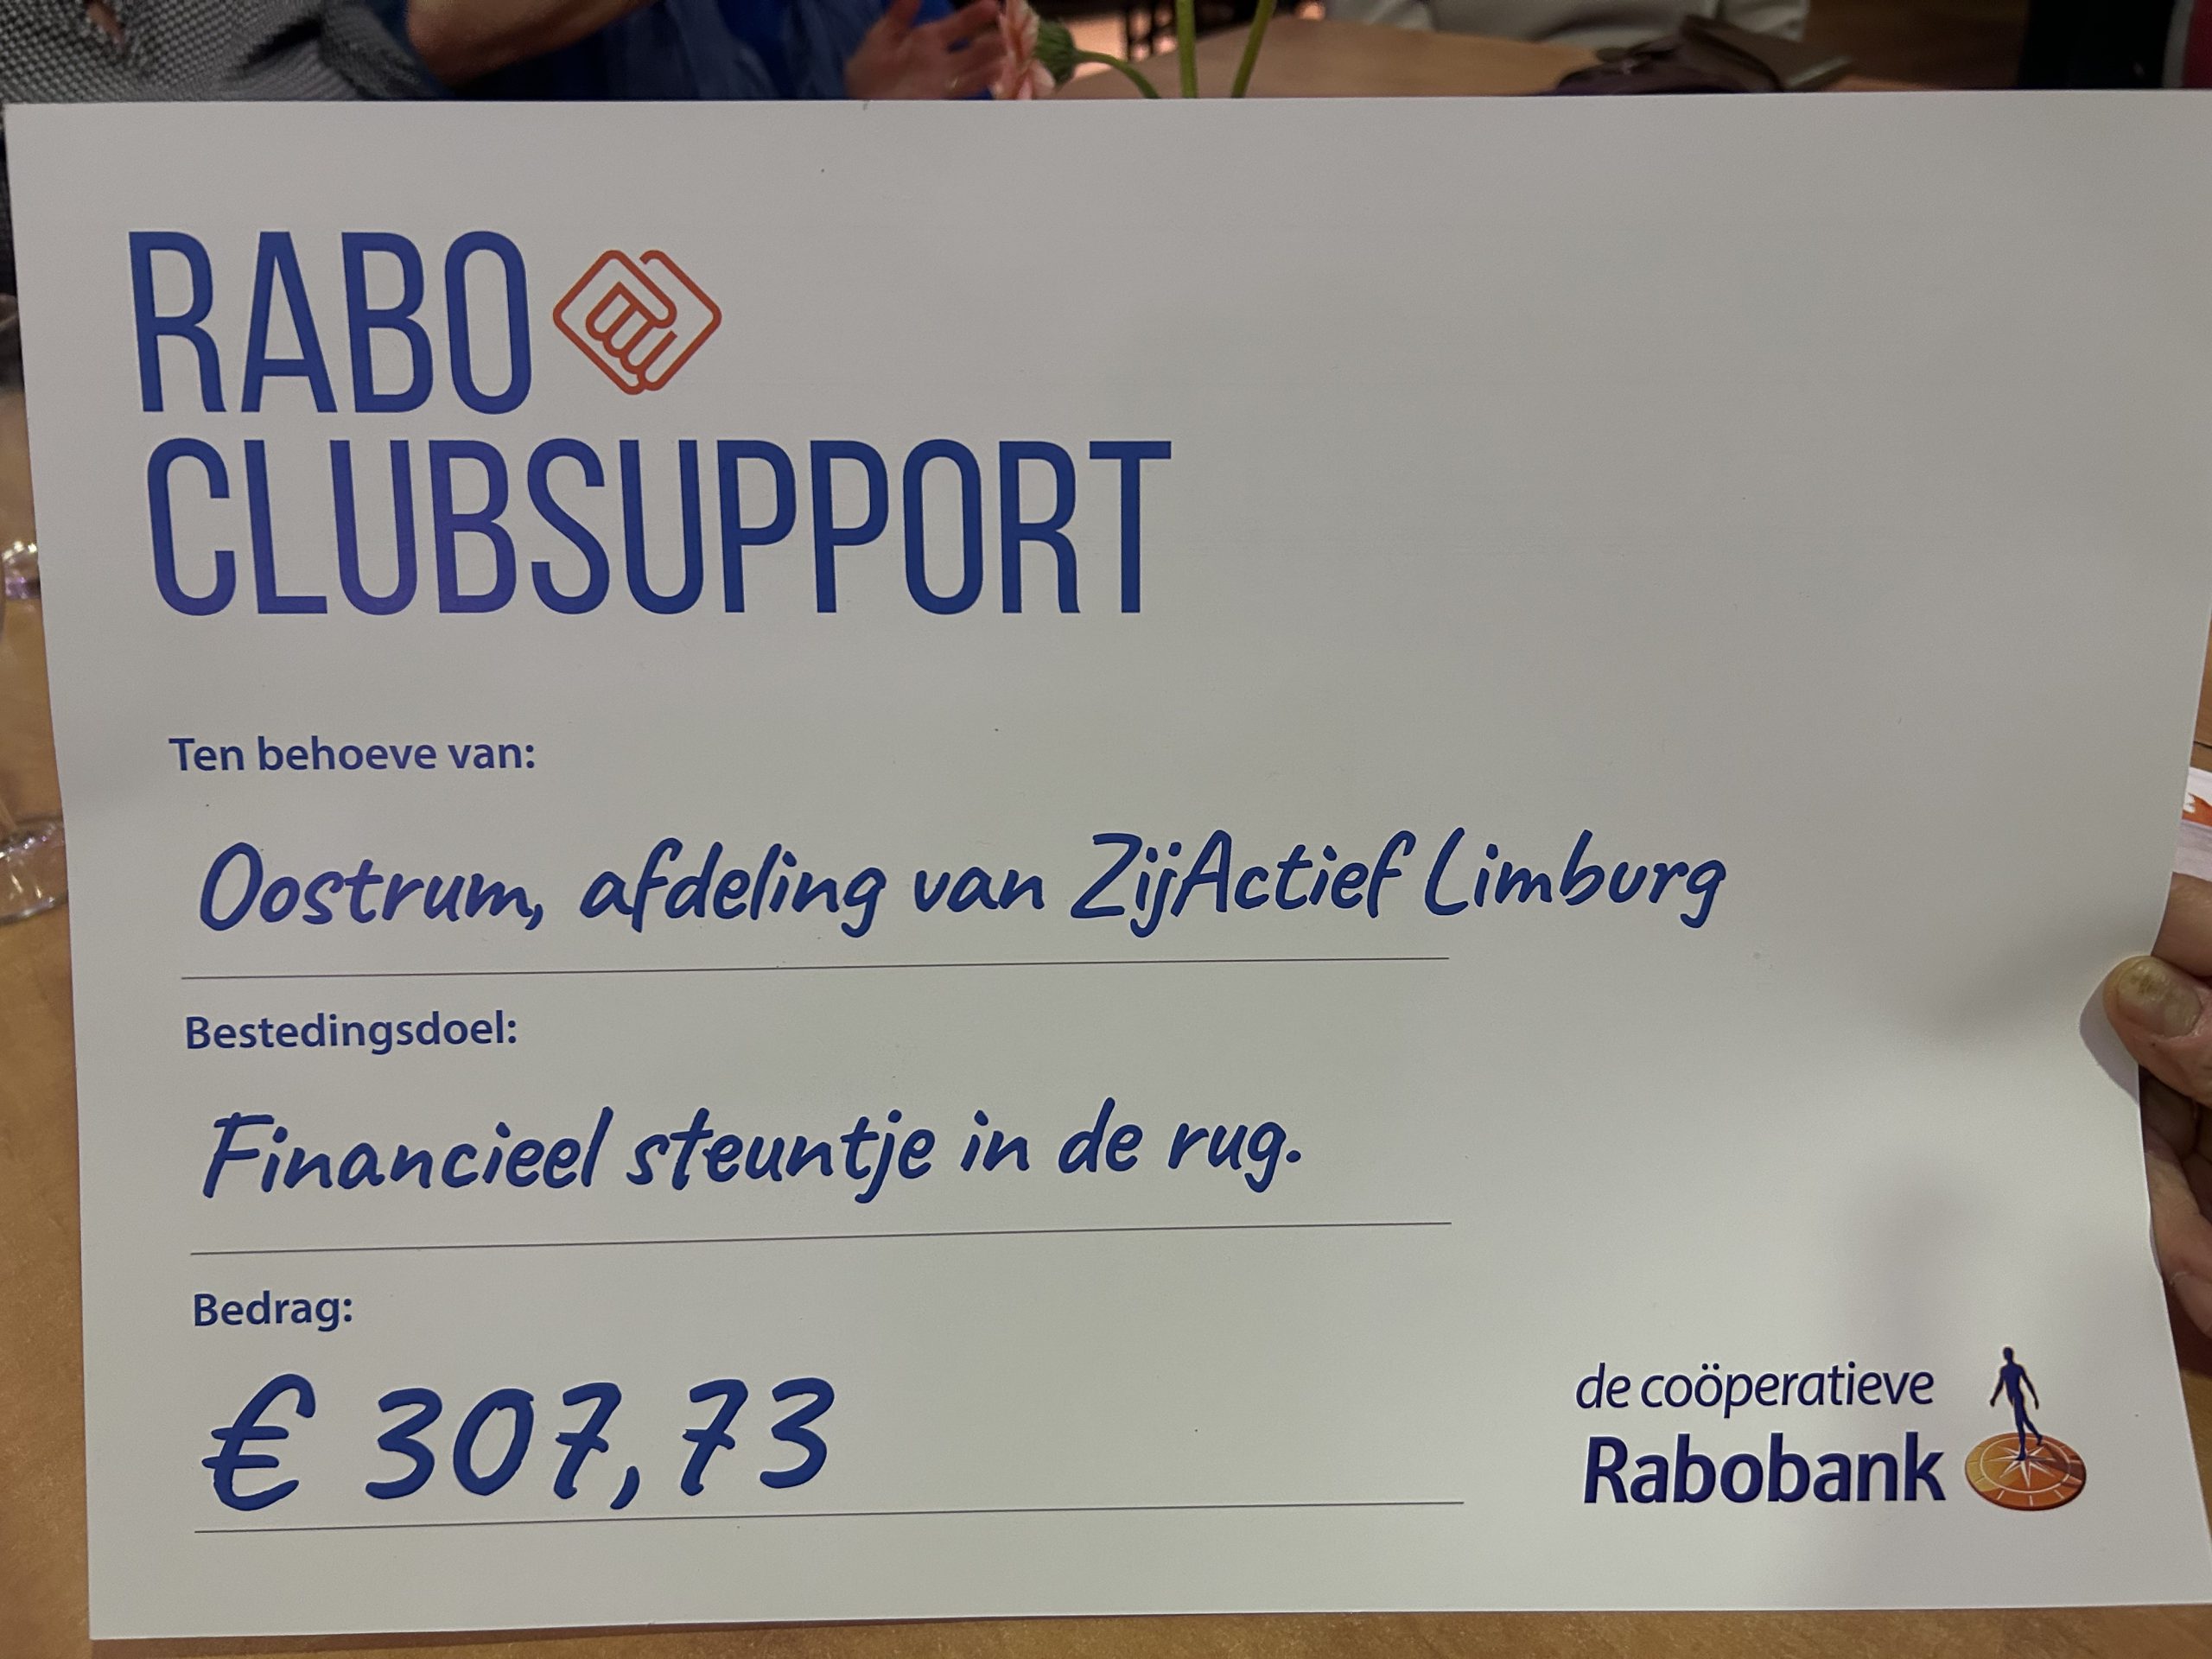 RABO
CLUBSUPPORT
Ten behoeve van:
Oostrum, afdeling van ZijActief Limburg
Bestedingsdoel:
Financieel steuntje in de rug.
Bedrag:
€ 307,73
de coöperatieve
Rabobank